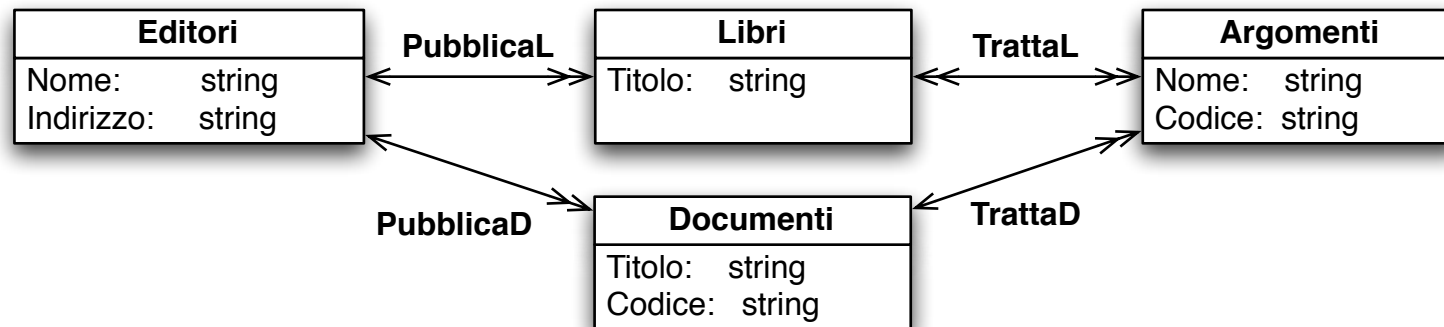 Editori
Nome: string
Indirizzo: string
PubblicaL
Libri
Titolo: string
TrattaL
Argomenti
Nome: string
Codice: string
PubblicaD
Documenti
Titolo: string
Codice: string
TrattaD